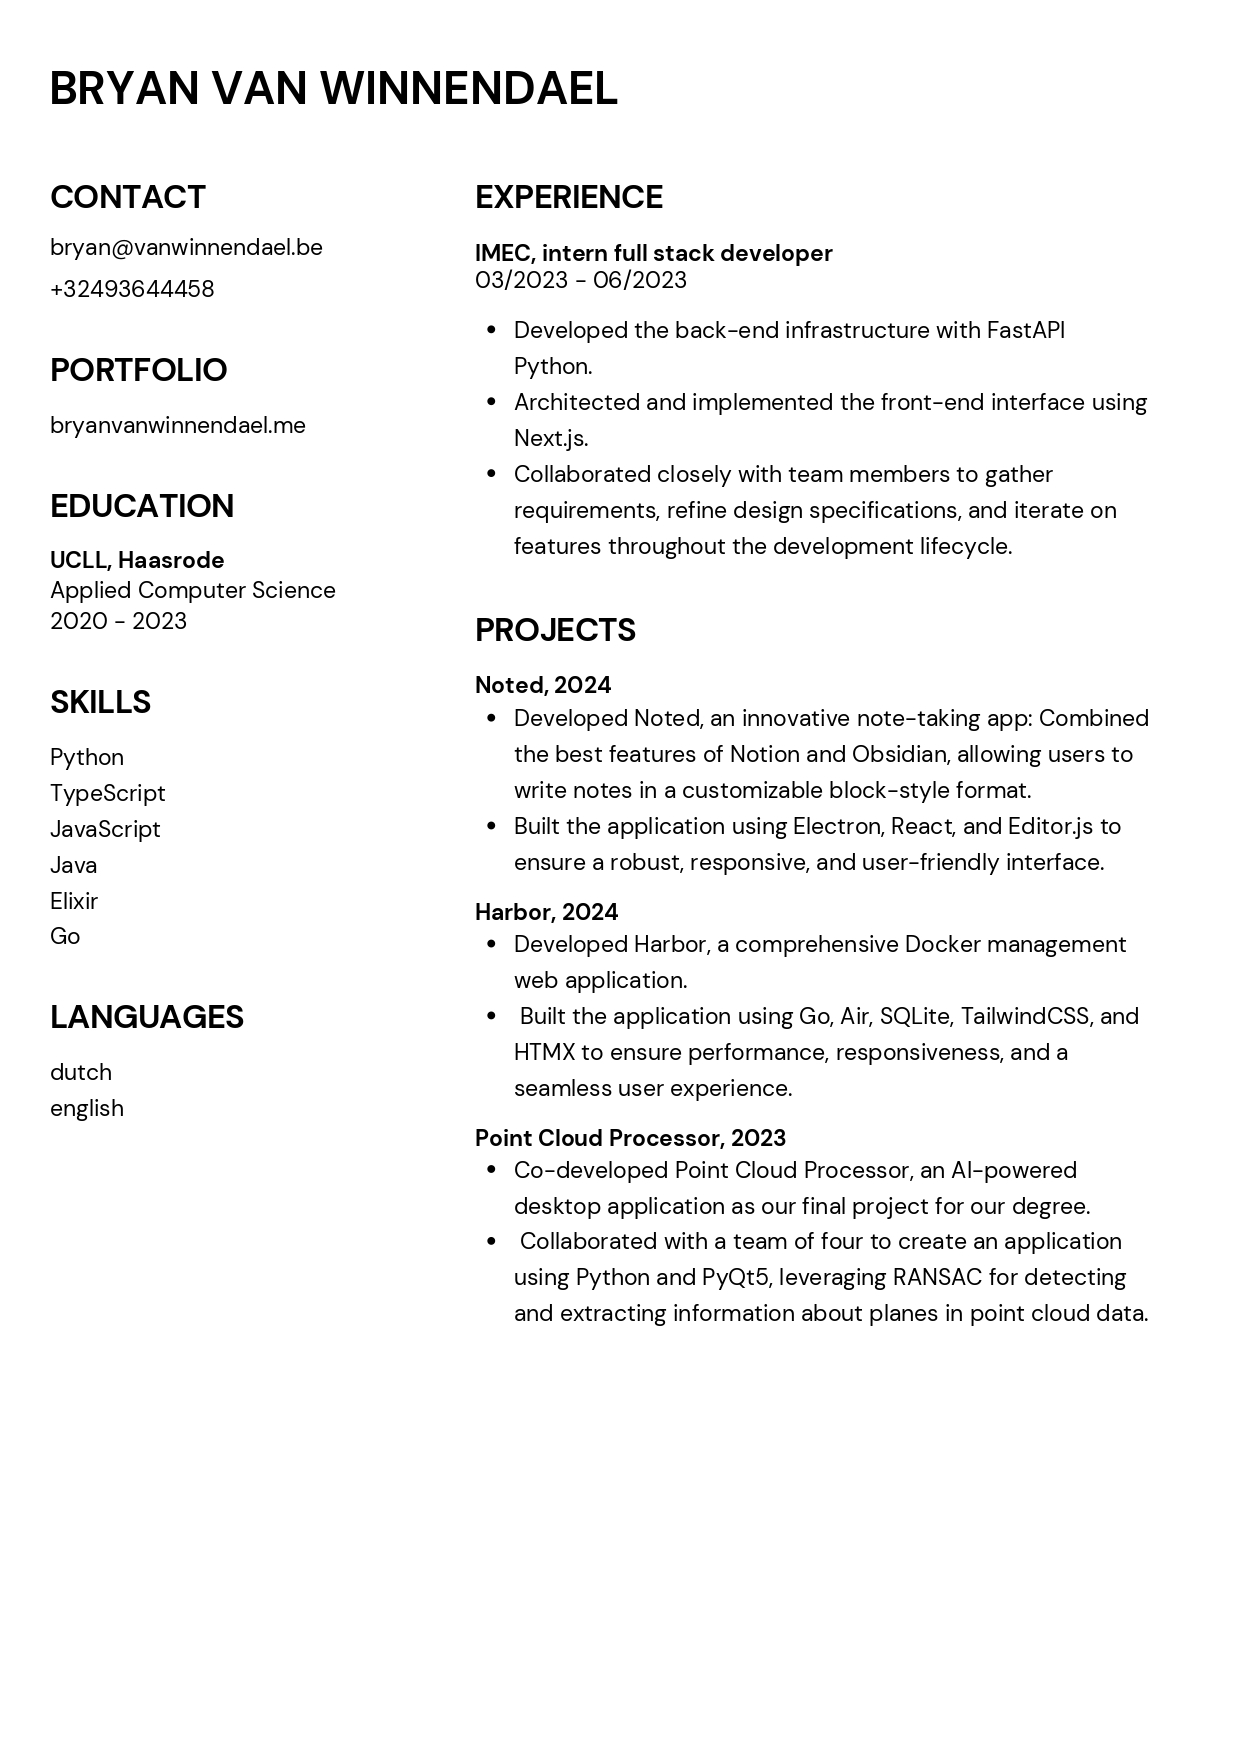 BRYAN VAN WINNENDAEL
CONTACT
bryan@vanwinnendael.be
+32493644458
PORTFOLIO
bryanvanwinnendael.me
EDUCATION
UCLL, Haasrode
Applied Computer Science
2020 - 2023
SKILLS
Python
TypeScript
JavaScript
Java
Elixir
Go
LANGUAGES
dutch
english
EXPERIENCE
IMEC, intern full stack developer
03/2023 - 06/2023
• Developed the back-end infrastructure with FastAPI
Python.
• Architected and implemented the front-end interface using
Next.js.
• Collaborated closely with team members to gather
requirements, refine design specifications, and iterate on
features throughout the development lifecycle.
PROJECTS
Noted, 2024
• Developed Noted, an innovative note-taking app: Combined
the best features of Notion and Obsidian, allowing users to
write notes in a customizable block-style format.
• Built the application using Electron, React, and Editor.js to
ensure a robust, responsive, and user-friendly interface.
Harbor, 2024
• Developed Harbor, a comprehensive Docker management
web application.
• Built the application using Go, Air, SQLite, TailwindCSS, and
HTMX to ensure performance, responsiveness, and a
seamless user experience.
Point Cloud Processor, 2023
• Co-developed Point Cloud Processor, an AI-powered
desktop application as our final project for our degree.
• Collaborated with a team of four to create an application
using Python and PyQt5, leveraging RANSAC for detecting
and extracting information about planes in point cloud data.